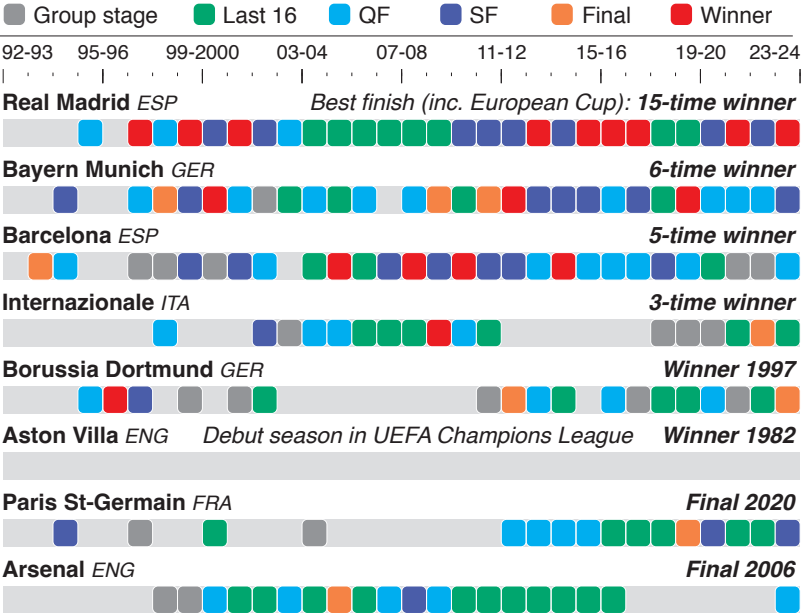 Group stage Last 16 QF SF Final Winner
92-93 95-96 99-2000 03-04 07-08 11-12 15-16 19-20 23-24
Real Madrid ESP Best finish (inc. European Cup): 15-time winner
Bayern Munich GER 6-time winner
Barcelona ESP 5-time winner
Internazionale ITA 3-time winner
Borussia Dortmund GER Winner 1997
Aston Villa ENG Debut season in UEFA Champions League Winner 1982
Paris St-Germain FRA Final 2020
Arsenal ENG Final 2006